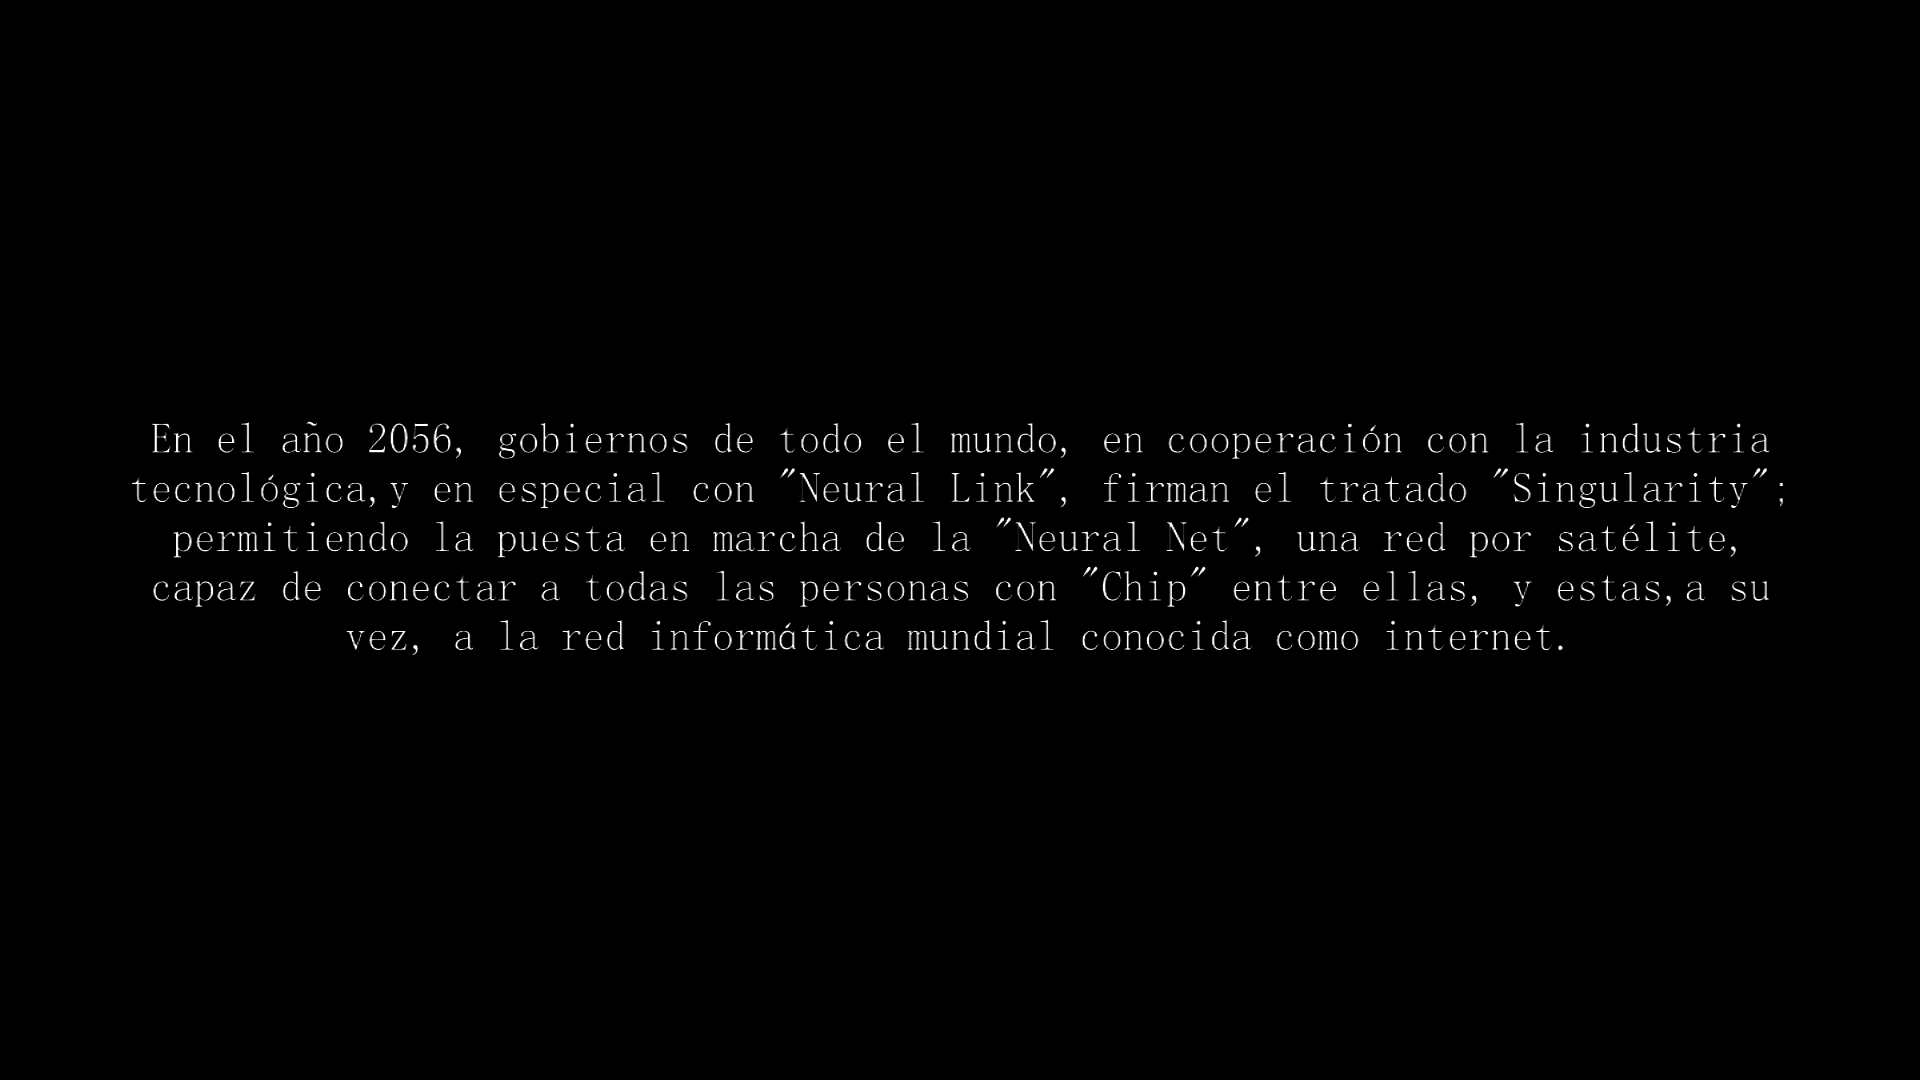 En el año 2056, gobiernos de todo el mundo, en cooperación con la industria
tecnológica,y en especial con "Neural Link", firman el tratado "Singularity";
permitiendo la puesta en marcha de la "Neural Net", una red por satélite,
capaz de conectar a todas las personas con "Chip" entre ellas, y estas,a su
vez, a la red informática mundial conocida como internet.